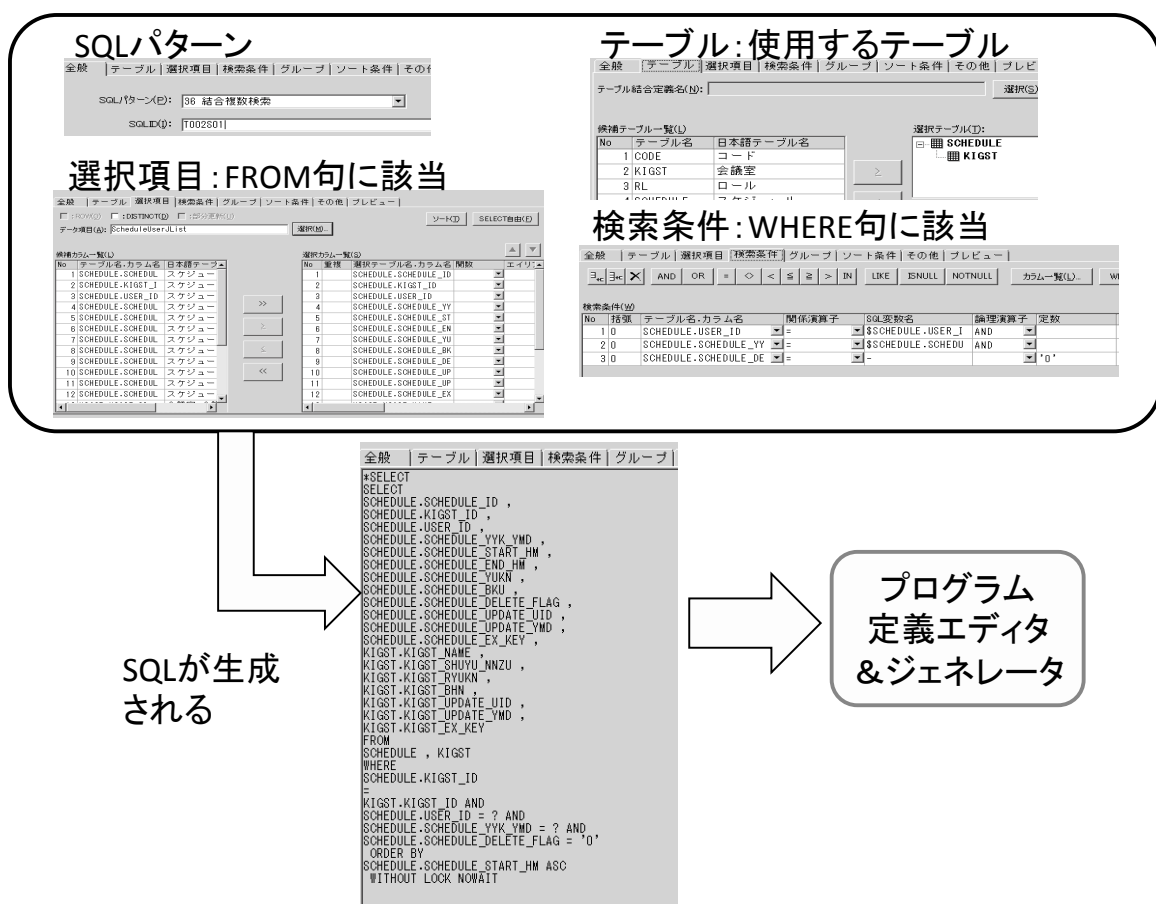 SQLパターン
全般 テーブル 選択項目 検索条件 グループ ソート条件
SQLパターン(P): 36 結合複数検索
SQLID(I): T002S01
テーブル:使用するテーブル
全般 テーブル 選択項目 検索条件 グループ ソート条件 その他 プレビ
テーブル結合定義名(N): 選択(S)
候補テーブル一覧(L) 選択テーブル(T):
No テーブル名 日本語テーブル名
SCHEDULE
1 CODE コード
KIGST
2 KIGST 会議室
3 RL ロール
選択項目:FROM句に該当
全般 テーブル 選択項目 検索条件 グループ ソート条件 その他 プレビュー
:ROW(O) :DISTINCT(D) :部分更新(U) ソート(T) SELECT自由(F)
データ項目(A): ScheduleUserJList 選択(M)...
候補カラム一覧(L) 選択カラム一覧(S)
No テーブル名.カラム名 日本語テーブ No 重複 選択テーブル名.カラム名 関数 エイリア
1 SCHEDULE.SCHEDUL スケジュー 1 SCHEDULE.SCHEDULE_ID
2 SCHEDULE.KIGST_I スケジュー 2 SCHEDULE.KIGST_ID
3 SCHEDULE.USER_ID スケジュー 3 SCHEDULE.USER_ID
4 SCHEDULE.SCHEDUL スケジュー >> 4 SCHEDULE.SCHEDULE_YY
5 SCHEDULE.SCHEDUL スケジュー 5 SCHEDULE.SCHEDULE_ST
6 SCHEDULE.SCHEDUL スケジュー 6 SCHEDULE.SCHEDULE_EN
7 SCHEDULE.SCHEDUL スケジュー 7 SCHEDULE.SCHEDULE_YU
8 SCHEDULE.SCHEDUL スケジュー 8 SCHEDULE.SCHEDULE_BK
9 SCHEDULE.SCHEDUL スケジュー 9 SCHEDULE.SCHEDULE_DE
10 SCHEDULE.SCHEDUL スケジュー << 10 SCHEDULE.SCHEDULE_UP
11 SCHEDULE.SCHEDUL スケジュー 11 SCHEDULE.SCHEDULE_UP
12 SCHEDULE.SCHEDUL スケジュー 12 SCHEDULE.SCHEDULE_EX
検索条件:WHERE句に該当
全般 テーブル 選択項目 検索条件 グループ ソート条件 その他 プレビュー
AND OR = <> < ≦ ≧ > IN LIKE ISNULL NOTNULL カラム一覧(L)...
検索条件(W)
No 括弧 テーブル名.カラム名 関係演算子 SQL変数名 論理演算子 定数
1 0 SCHEDULE.USER_ID = $SCHEDULE.USER_I AND
2 0 SCHEDULE.SCHEDULE_YY = $SCHEDULE.SCHEDU AND
3 0 SCHEDULE.SCHEDULE_DE = - '0'
全般 テーブル 選択項目 検索条件 グループ
*SELECT
SELECT
SCHEDULE.SCHEDULE_ID ,
SCHEDULE.KIGST_ID ,
SCHEDULE.USER_ID ,
SCHEDULE.SCHEDULE_YYK_YMD ,
SCHEDULE.SCHEDULE_START_HM ,
SCHEDULE.SCHEDULE_END_HM ,
SCHEDULE.SCHEDULE_YUKN ,
SCHEDULE.SCHEDULE_BKU ,
SCHEDULE.SCHEDULE_DELETE_FLAG ,
SCHEDULE.SCHEDULE_UPDATE_UID ,
SCHEDULE.SCHEDULE_UPDATE_YMD ,
SCHEDULE.SCHEDULE_EX_KEY ,
KIGST.KIGST_NAME ,
KIGST.KIGST_SHUYU_NNZU ,
KIGST.KIGST_RYUKN ,
KIGST.KIGST_BHN ,
KIGST.KIGST_UPDATE_UID ,
KIGST.KIGST_UPDATE_YMD ,
KIGST.KIGST_EX_KEY
FROM
SCHEDULE , KIGST
WHERE
SCHEDULE.KIGST_ID
=
KIGST.KIGST_ID AND
SCHEDULE.USER_ID = ? AND
SCHEDULE.SCHEDULE_YYK_YMD = ? AND
SCHEDULE.SCHEDULE_DELETE_FLAG = '0'
ORDER BY
SCHEDULE.SCHEDULE_START_HM ASC
WITHOUT LOCK NOWAIT
SQLが生成
される
プログラム
定義エディタ
&ジェネレータ